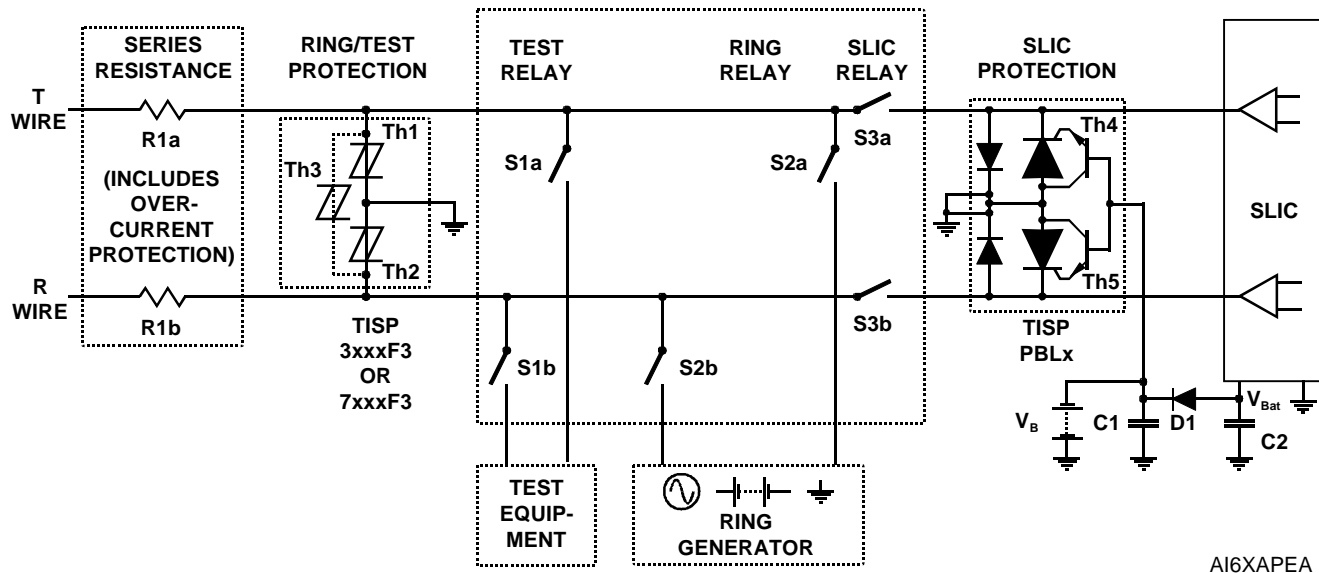 SERIES
RESISTANCE
RING/TEST
PROTECTION
TEST
RELAY
RING
RELAY
SLIC
RELAY
SLIC
PROTECTION
T
WIRE
R1a
Th1
Th3
S1a
S2a
S3a
Th4
(INCLUDES
OVER-
CURRENT
PROTECTION)
SLIC
Th2
Th5
R
WIRE
R1b
TISP
3xxxF3
OR
7xxxF3
S1b
S2b
S3b
TISP
PBLx
VB
C1
D1
VBat
C2
TEST
EQUIP-
MENT
RING
GENERATOR
AI6XAPEA